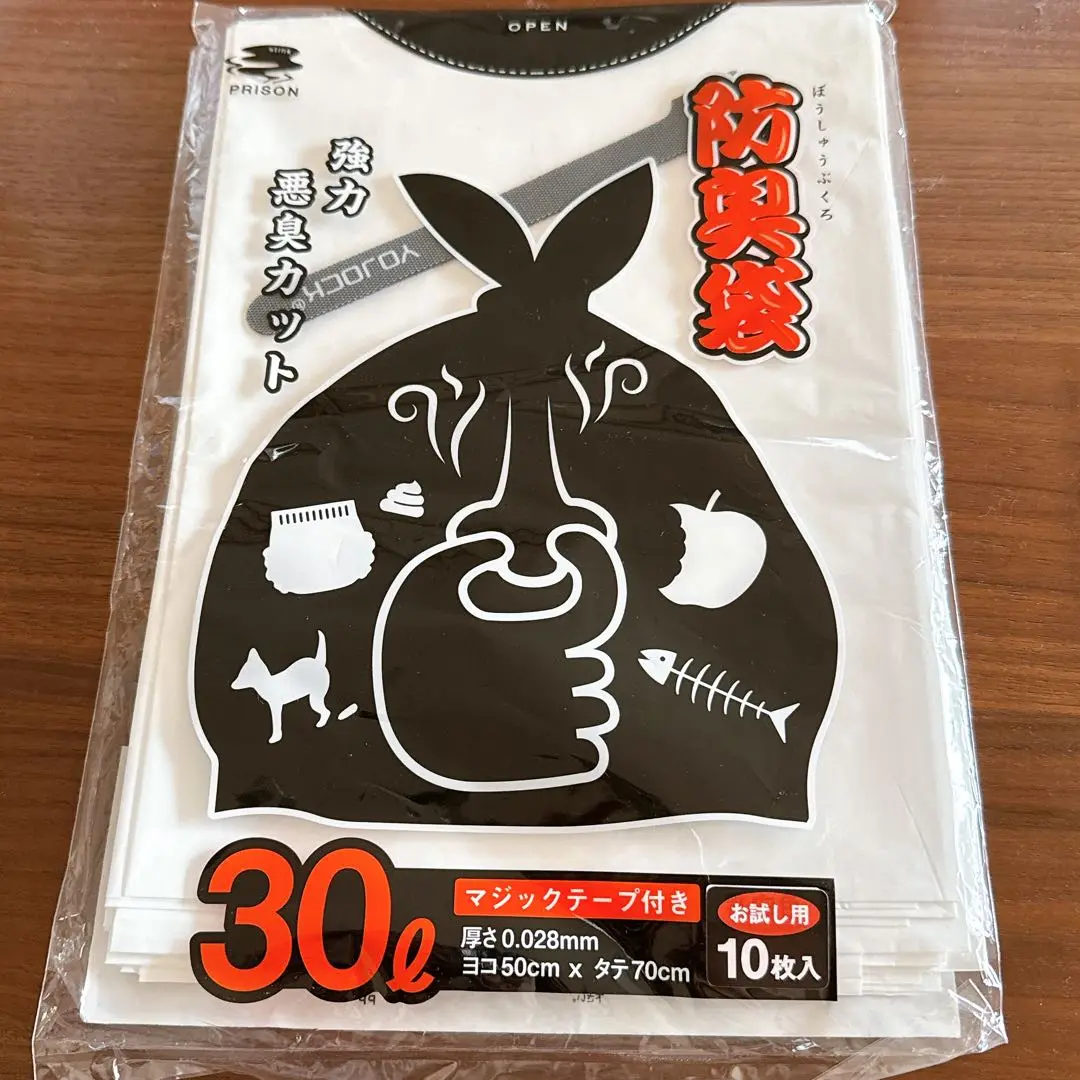 OPEN
STINK
PRISON
防臭袋
ぼうしゅうぶくろ
強力
悪臭カット
YOJOCK®
30ℓ
マジックテープ付き
厚さ0.028mm
ヨコ50cm x タテ70cm
お試し用
10枚入